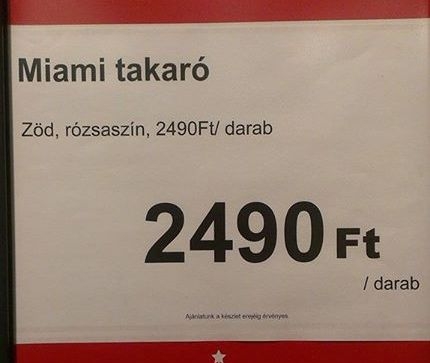 Miami takaró
Zöd, rózsaszín, 2490Ft/ darab
2490 Ft
/ darab
Ajánlatunk a készlet erejéig érvényes.